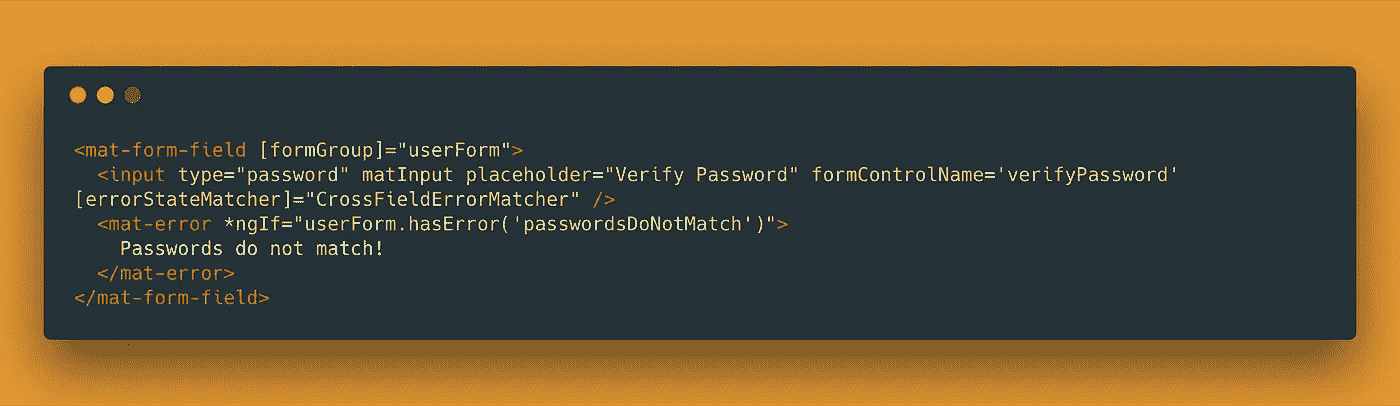 <mat-form-field [formGroup]="userForm">
  <input type="password" matInput placeholder="Verify Password" formControlName='verifyPassword'
[errorStateMatcher]="CrossFieldErrorMatcher" />
  <mat-error *ngIf="userForm.hasError('passwordsDoNotMatch')">
    Passwords do not match!
  </mat-error>
</mat-form-field>